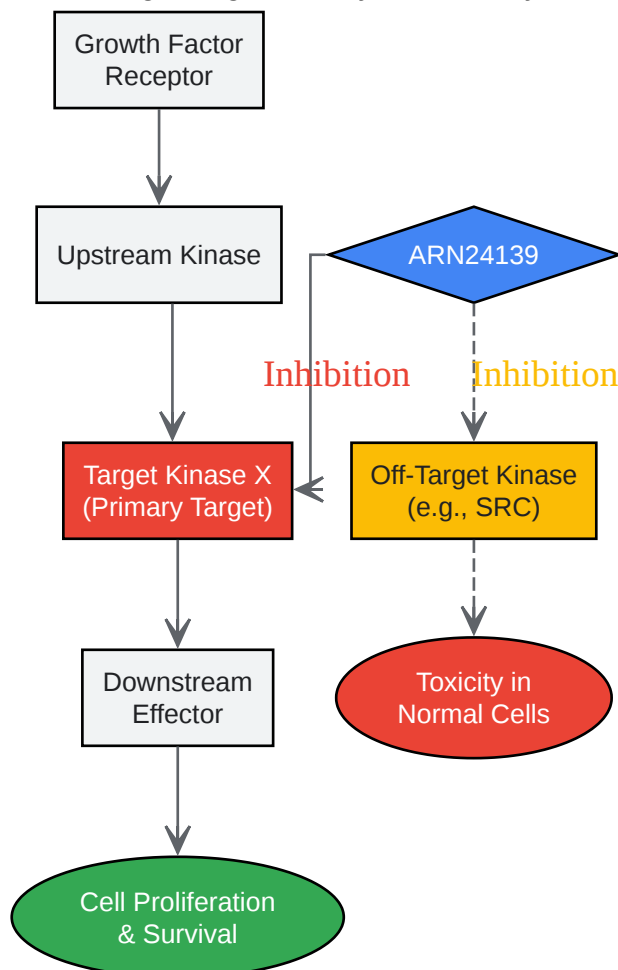 Growth Factor
Receptor
Upstream Kinase
ARN24139
Inhibition
Inhibition
Target Kinase X
(Primary Target)
Off-Target Kinase
(e.g., SRC)
Downstream
Effector
Toxicity in
Normal Cells
Cell Proliferation
& Survival